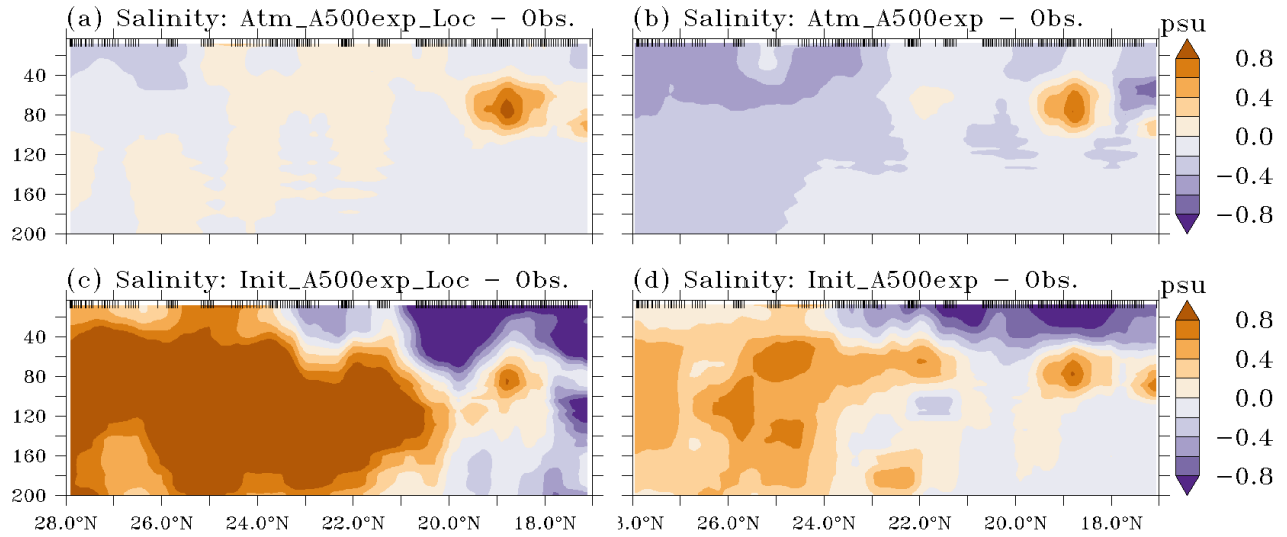 (a) Salinity: Atm_A500exp_Loc – Obs.
(b) Salinity: Atm_A500exp – Obs.
psu
40
80
120
160
200
0.8
0.4
0.0
−0.4
−0.8
(c) Salinity: Init_A500exp_Loc – Obs.
(d) Salinity: Init_A500exp – Obs.
psu
40
80
120
160
200
0.8
0.4
0.0
−0.4
−0.8
28.0°N 26.0°N 24.0°N 22.0°N 20.0°N 18.0°N
8.0°N 26.0°N 24.0°N 22.0°N 20.0°N 18.0°N